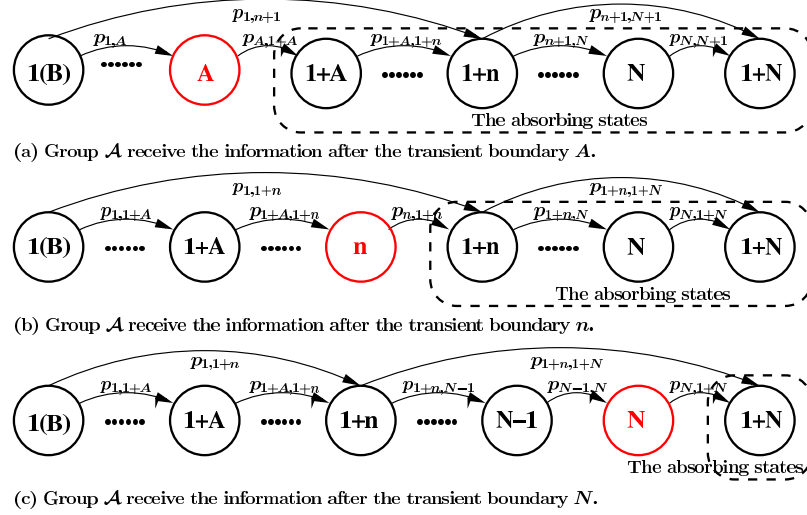 p1,n+1 pn+1,N+1
p1,A pA,1+A p1+A,1+n pn+1,N pN,N+1
1(B) •••••• A 1+A •••••• 1+n •••••• N 1+N
The absorbing states
(a) Group 𝒜 receive the information after the transient boundary A.
p1,1+n p1+n,1+N
p1,1+A p1+A,1+n pn,1+n p1+n,N pN,1+N
1(B) •••••• 1+A •••••• n 1+n •••••• N 1+N
The absorbing states
(b) Group 𝒜 receive the information after the transient boundary n.
p1,1+n p1+n,1+N
p1,1+A p1+A,1+n p1+n,N−1 pN−1,N pN,1+N
1(B) •••••• 1+A •••••• 1+n •••••• N−1 N 1+N
The absorbing states
(c) Group 𝒜 receive the information after the transient boundary N.